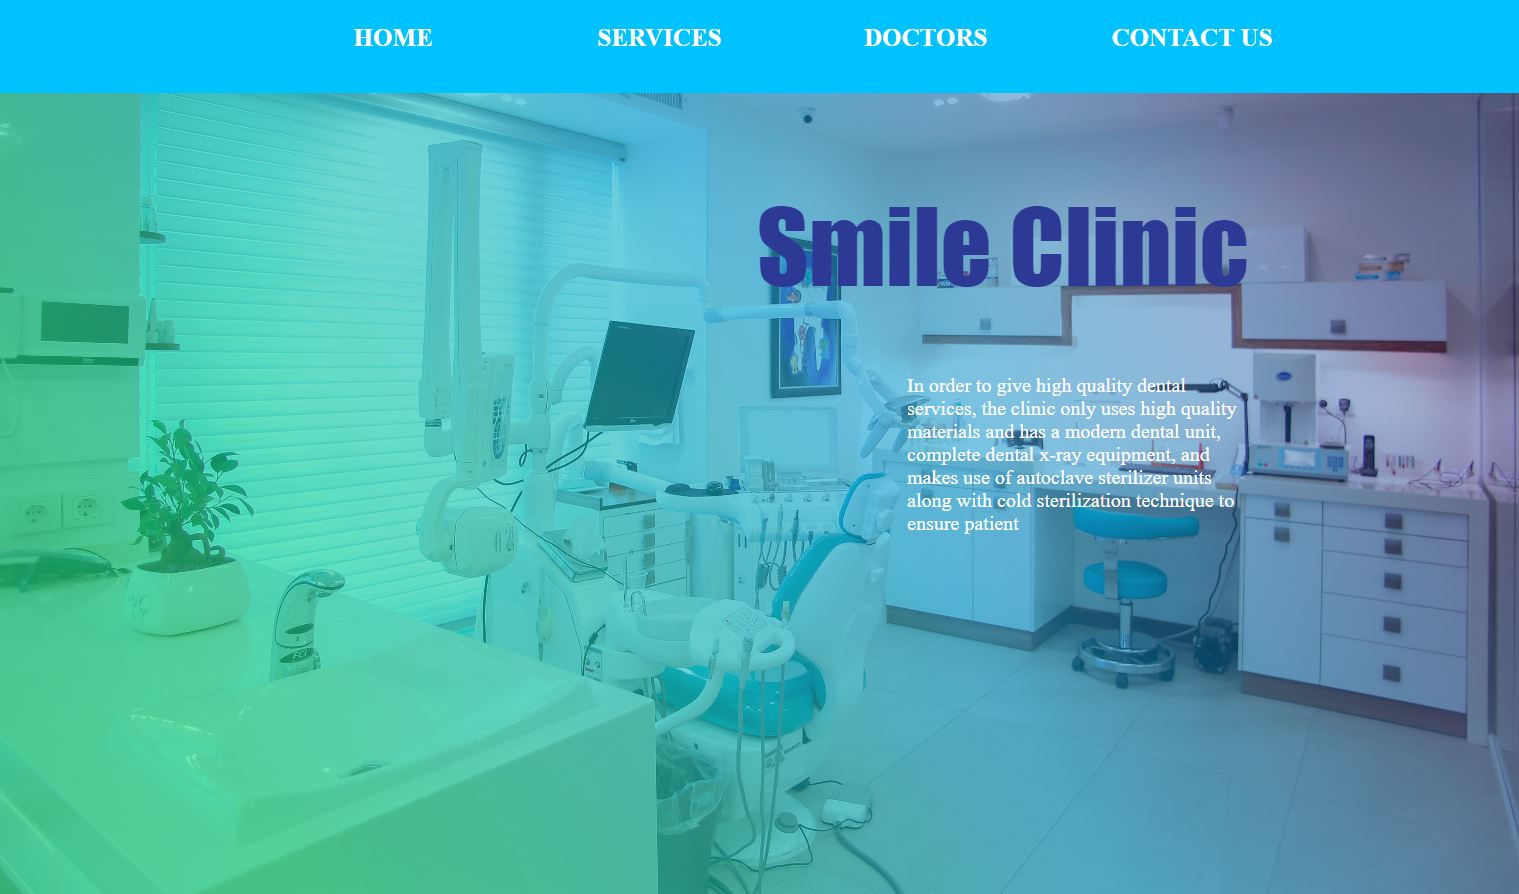 HOME SERVICES DOCTORS CONTACT US
Smile Clinic
In order to give high quality dental
services, the clinic only uses high quality
materials and has a modern dental unit,
complete dental x-ray equipment, and
makes use of autoclave sterilizer units
along with cold sterilization technique to
ensure patient